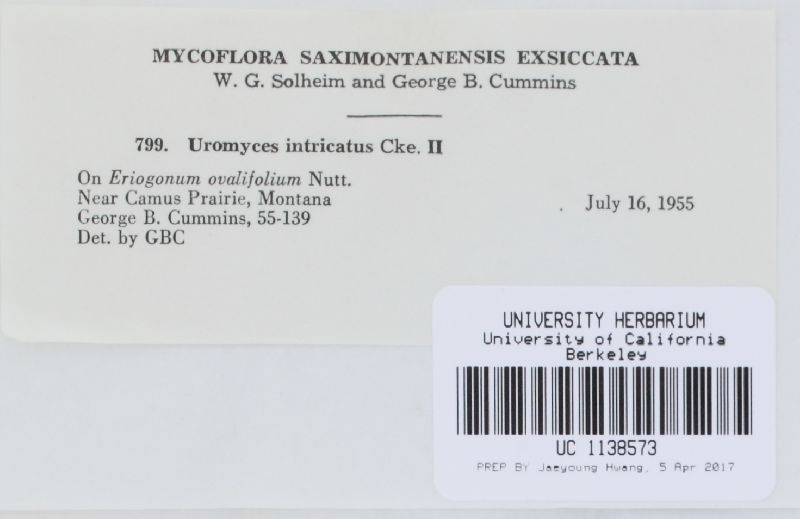 MYCOFLORA SAXIMONTANENSIS EXSICCATA
W. G. Solheim and George B. Cummins
799. Uromyces intricatus Cke. II
On Eriogonum ovalifolium Nutt.
Near Camus Prairie, Montana
July 16, 1955
George B. Cummins, 55-139
Det. by GBC
UNIVERSITY HERBARIUM
University of California
Berkeley
UC 1138573
PREP BY Jaeyoung Hwang, 5 Apr 2017